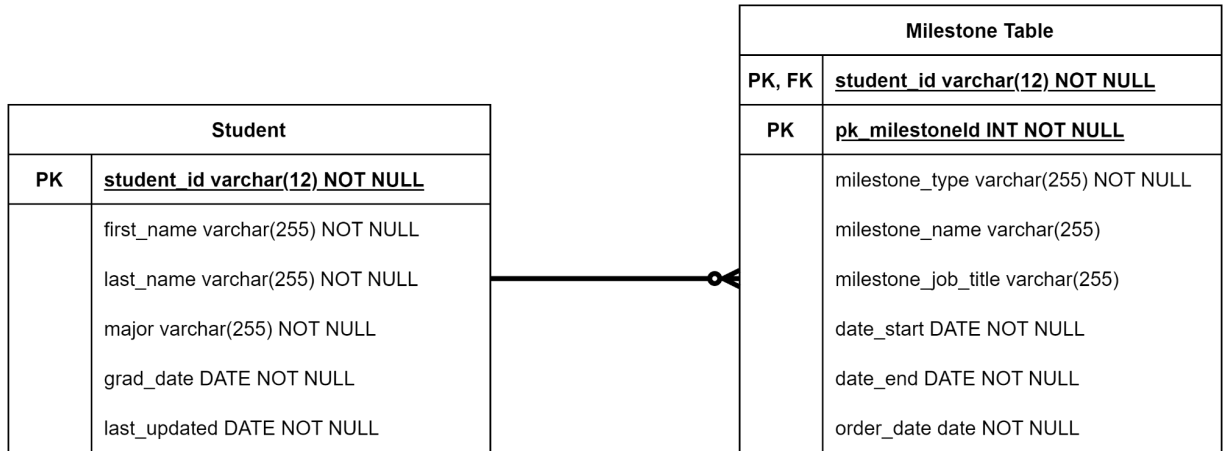 Student
PK
student_id varchar(12) NOT NULL
first_name varchar(255) NOT NULL
last_name varchar(255) NOT NULL
major varchar(255) NOT NULL
grad_date DATE NOT NULL
last_updated DATE NOT NULL
Milestone Table
PK, FK
student_id varchar(12) NOT NULL
PK
pk_milestoneId INT NOT NULL
milestone_type varchar(255) NOT NULL
milestone_name varchar(255)
milestone_job_title varchar(255)
date_start DATE NOT NULL
date_end DATE NOT NULL
order_date date NOT NULL